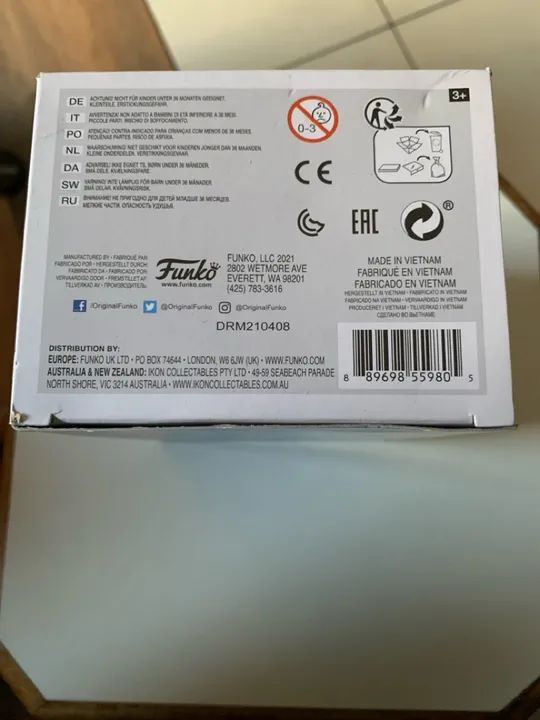 DE ACHTUNG! NICHT FÜR KINDER UNTER 36 MONATEN GEEIGNET.
KLEINTEILE. ERSTICKUNGSGEFAHR.
IT AVVERTENZA! NON ADATTO A BAMBINI DI ETÀ INFERIORE A 36 MESI.
PICCOLE PARTI. RISCHIO DI SOFFOCAMENTO.
PO ATENÇÃO! CONTRA-INDICADO PARA CRIANÇAS COM MENOS DE 36 MESES.
PEQUENAS PARTES. RISCO DE ASFIXIA.
NL WAARSCHUWING! NIET GESCHIKT VOOR KINDEREN JONGER DAN 36 MAANDEN.
KLEINE ONDERDELEN. VERSTIKKINGSGEVAAR.
DA ADVARSEL! IKKE EGNET TIL BØRN UNDER 36 MÅNEDER.
SMÅ DELE. KVÆLNINGSFARE.
SW VARNING! INTE LÄMPLIG FÖR BARN UNDER 36 MÅNADER.
SMÅ DELAR. KVÄVNINGSRISK.
RU ВНИМАНИЕ! НЕ ПРИГОДНО ДЛЯ ДЕТЕЙ МЛАДШЕ 36 МЕСЯЦЕВ.
МЕЛКИЕ ЧАСТИ. ОПАСНОСТЬ УДУШЬЯ.
0-3
3+
CE
EAC
®
MANUFACTURED BY • FABRIQUÉ PAR
FABRICADO POR • HERGESTELLT DURCH
FABBRICATO DA • FABRICADO POR
VERVAARDIGD DOOR • FREMSTILLET AF
TILLVERKAD AV • ПРОИЗВОДИТЕЛЬ
Funko
www.funko.com
FUNKO, LLC 2021
2802 WETMORE AVE
EVERETT, WA 98201
(425) 783-3616
MADE IN VIETNAM
FABRIQUÉ EN VIETNAM
FABRICADO EN VIETNAM
HERGESTELLT IN VIETNAM • FABBRICATO IN VIETNAM
FABRICADO NA VIETNAM • VERVAARDIGD IN VIETNAM
PRODUCERET I VIETNAM • TILLVERKAD I VIETNAM
СДЕЛАНО ВО ВЬЕТНАМЕ
/OriginalFunko @OriginalFunko @OriginalFunko
DRM210408
DISTRIBUTION BY:
EUROPE: FUNKO UK LTD • PO BOX 74644 • LONDON, W6 6JW (UK) • WWW.FUNKO.COM
AUSTRALIA & NEW ZEALAND: IKON COLLECTABLES PTY LTD • 49-59 SEABEACH PARADE
NORTH SHORE, VIC 3214 AUSTRALIA • WWW.IKONCOLLECTABLES.COM.AU
8 89698 55980 5